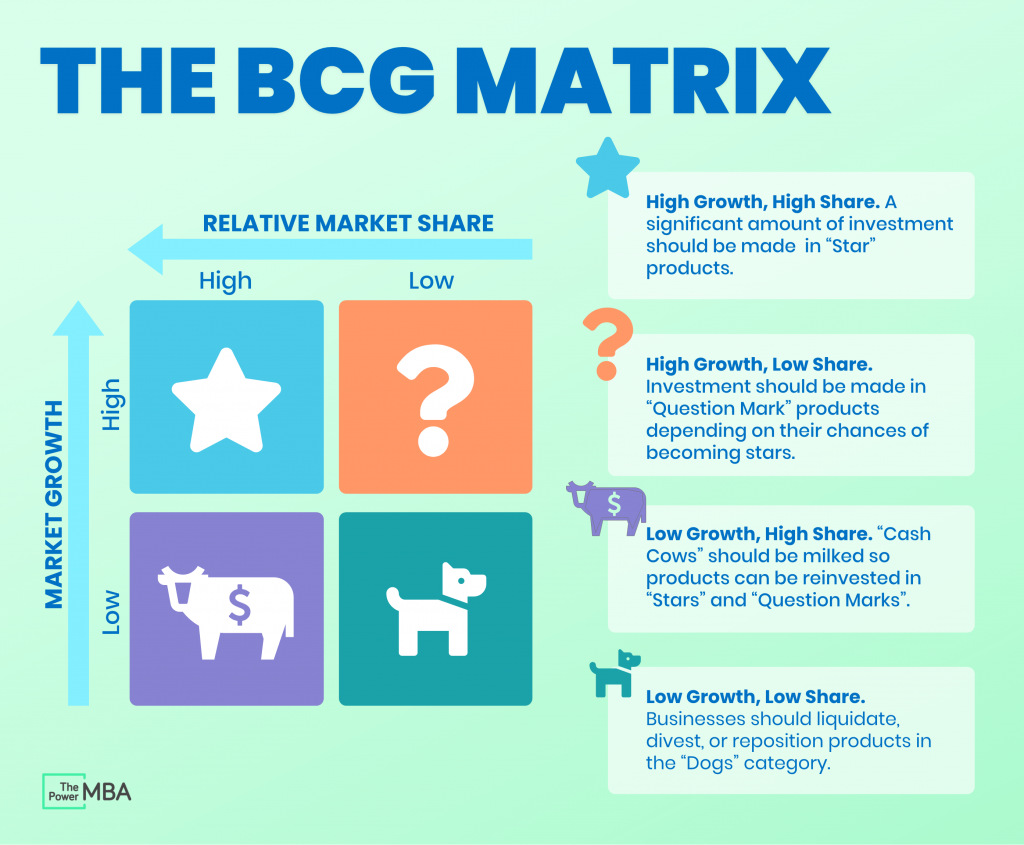 THE BCG MATRIX
RELATIVE MARKET SHARE
High
Low
MARKET GROWTH
High
Low
$
High Growth, High Share. A
significant amount of investment
should be made in “Star”
products.
?
High Growth, Low Share.
Investment should be made in
“Question Mark” products
depending on their chances of
becoming stars.
$
Low Growth, High Share. “Cash
Cows” should be milked so
products can be reinvested in
“Stars” and “Question Marks”.
Low Growth, Low Share.
Businesses should liquidate,
divest, or reposition products in
the “Dogs” category.
?
The
Power MBA